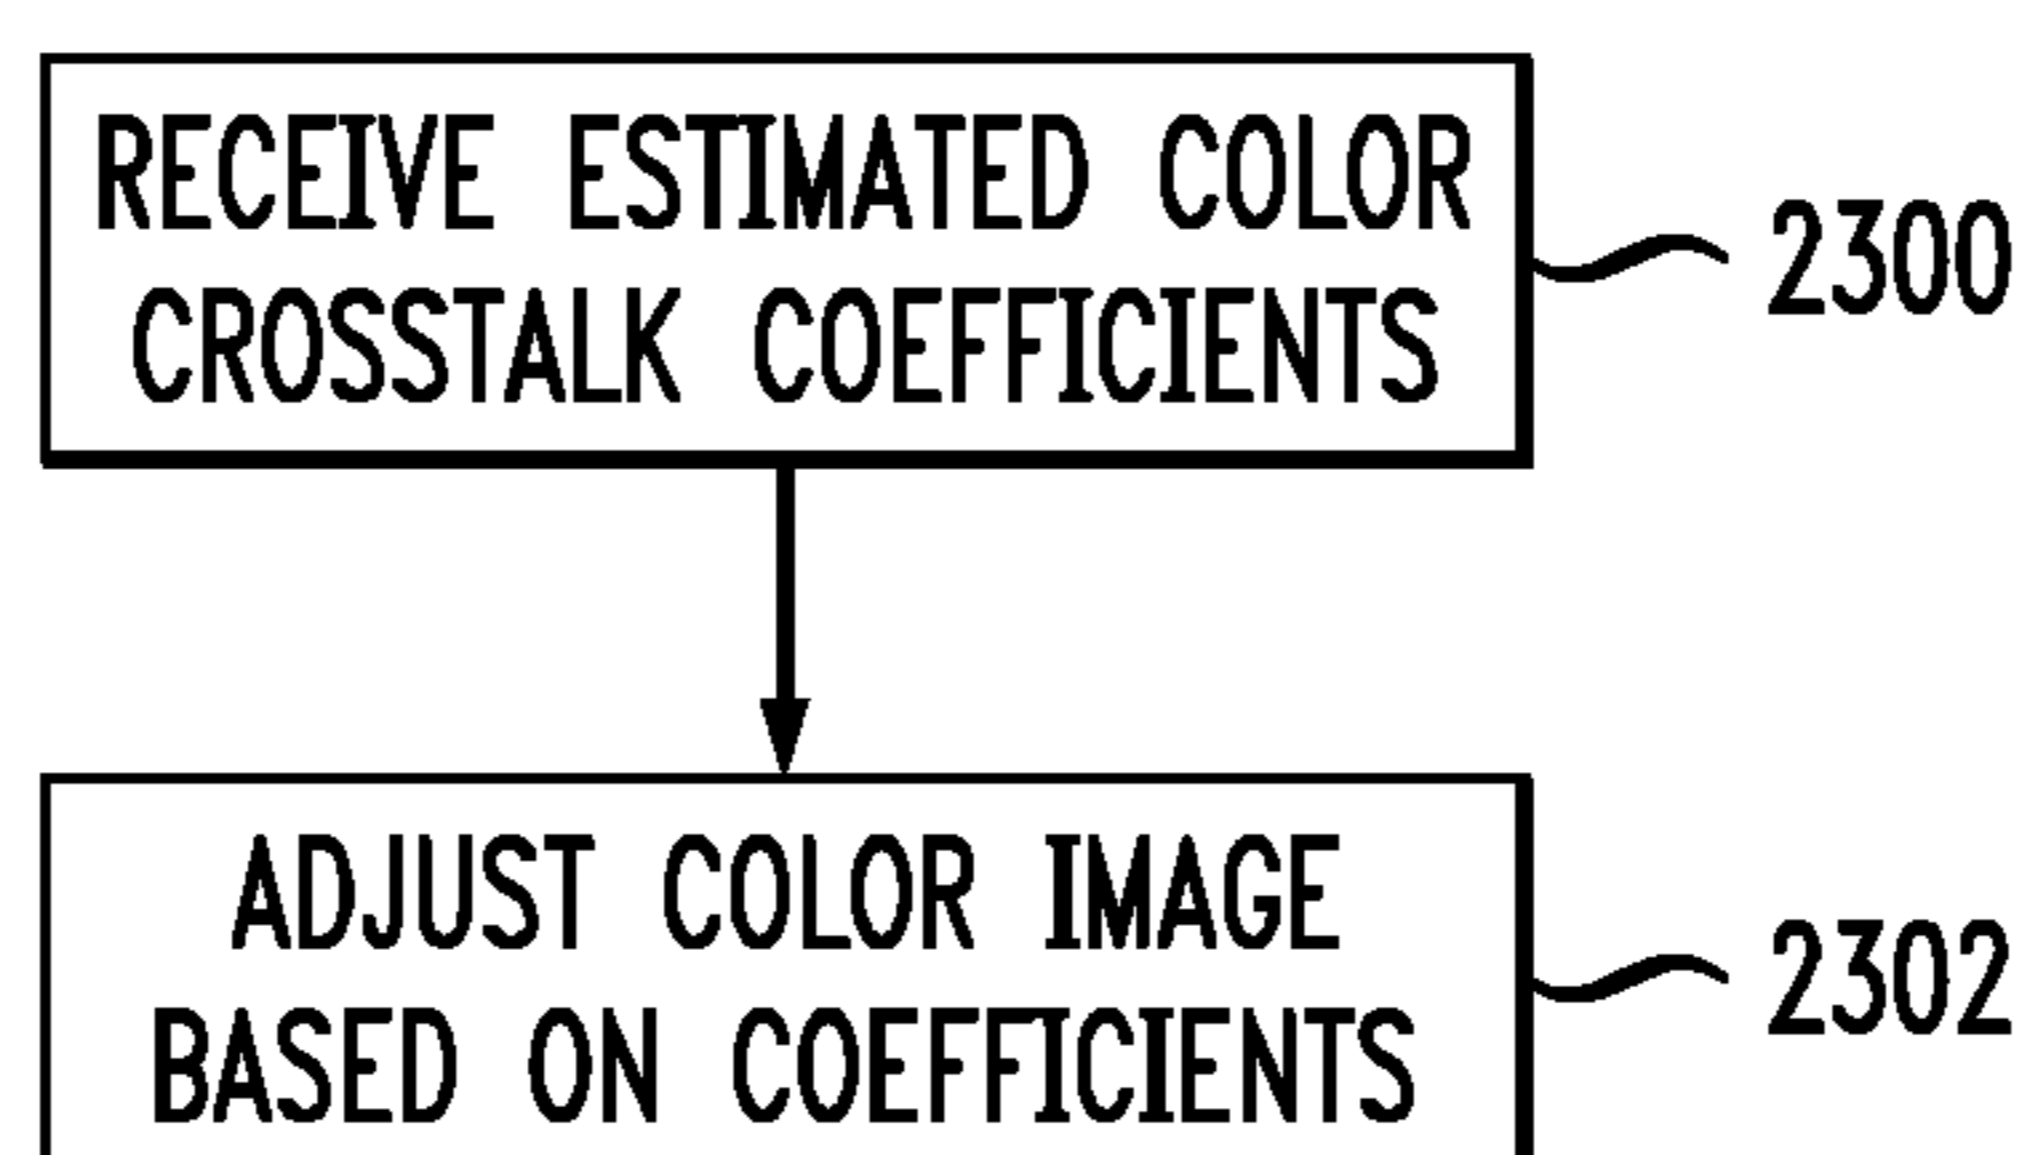 RECEIVE ESTIMATED COLOR
CROSSTALK COEFFICIENTS
2300
ADJUST COLOR IMAGE
BASED ON COEFFICIENTS
2302